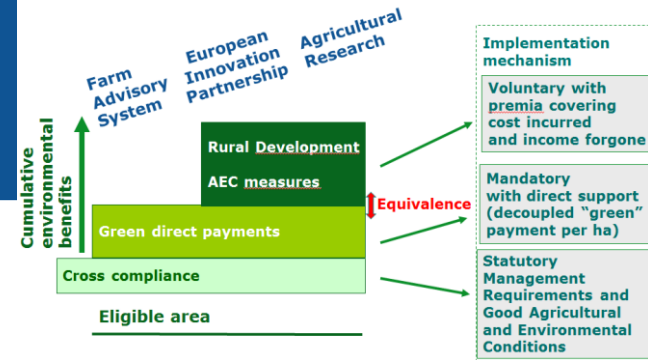 Farm
Advisory
System
European
Innovation
Partnership
Agricultural
Research
Cumulative
environmental
benefits
Rural Development
AEC measures
Equivalence
Green direct payments
Cross compliance
Eligible area
Implementation
mechanism
Voluntary with
premia covering
cost incurred
and income forgone
Mandatory
with direct support
(decoupled “green”
payment per ha)
Statutory
Management
Requirements and
Good Agricultural
and Environmental
Conditions